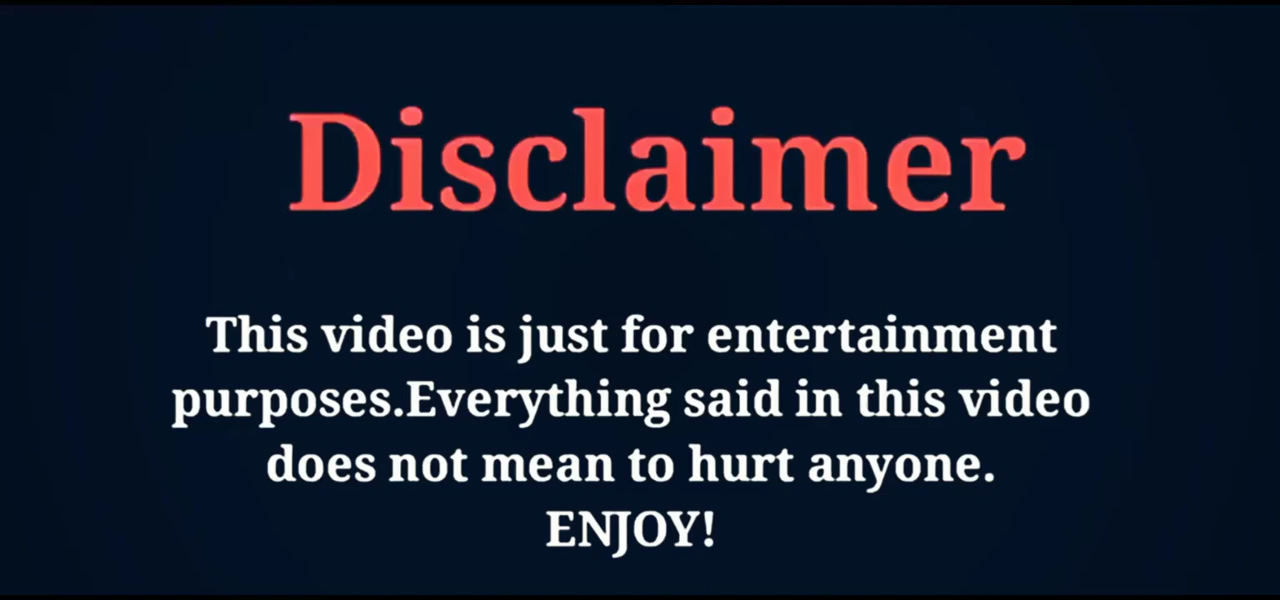 Disclaimer
This video is just for entertainment
purposes.Everything said in this video
does not mean to hurt anyone.
ENJOY!